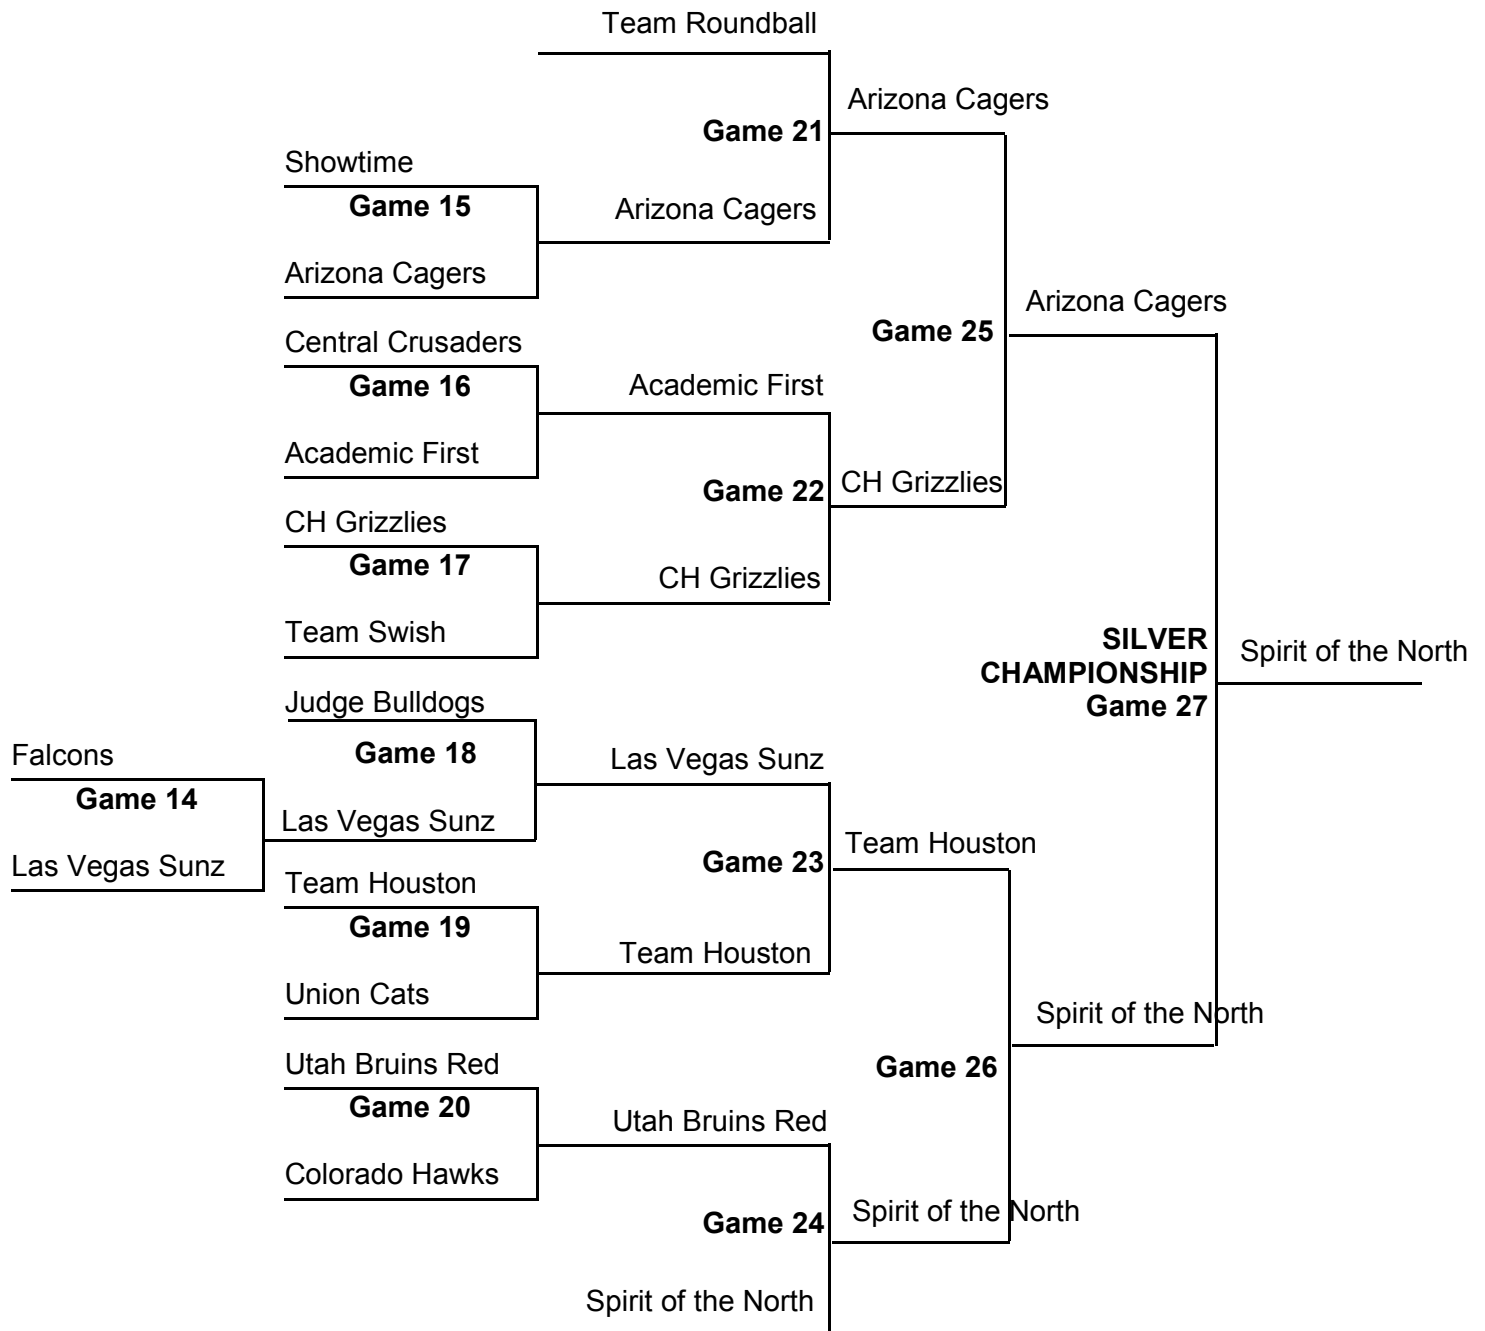 Team Roundball
Arizona Cagers
Game 21
Showtime
Game 15
Arizona Cagers
Arizona Cagers
Arizona Cagers
Central Crusaders
Game 25
Game 16
Academic First
Academic First
Game 22
CH Grizzlies
CH Grizzlies
Game 17
CH Grizzlies
Team Swish
SILVER
CHAMPIONSHIP
Game 27
Spirit of the North
Judge Bulldogs
Falcons
Game 18
Las Vegas Sunz
Game 14
Las Vegas Sunz
Las Vegas Sunz
Game 23
Team Houston
Team Houston
Game 19
Team Houston
Union Cats
Spirit of the North
Utah Bruins Red
Game 26
Game 20
Utah Bruins Red
Colorado Hawks
Game 24
Spirit of the North
Spirit of the North